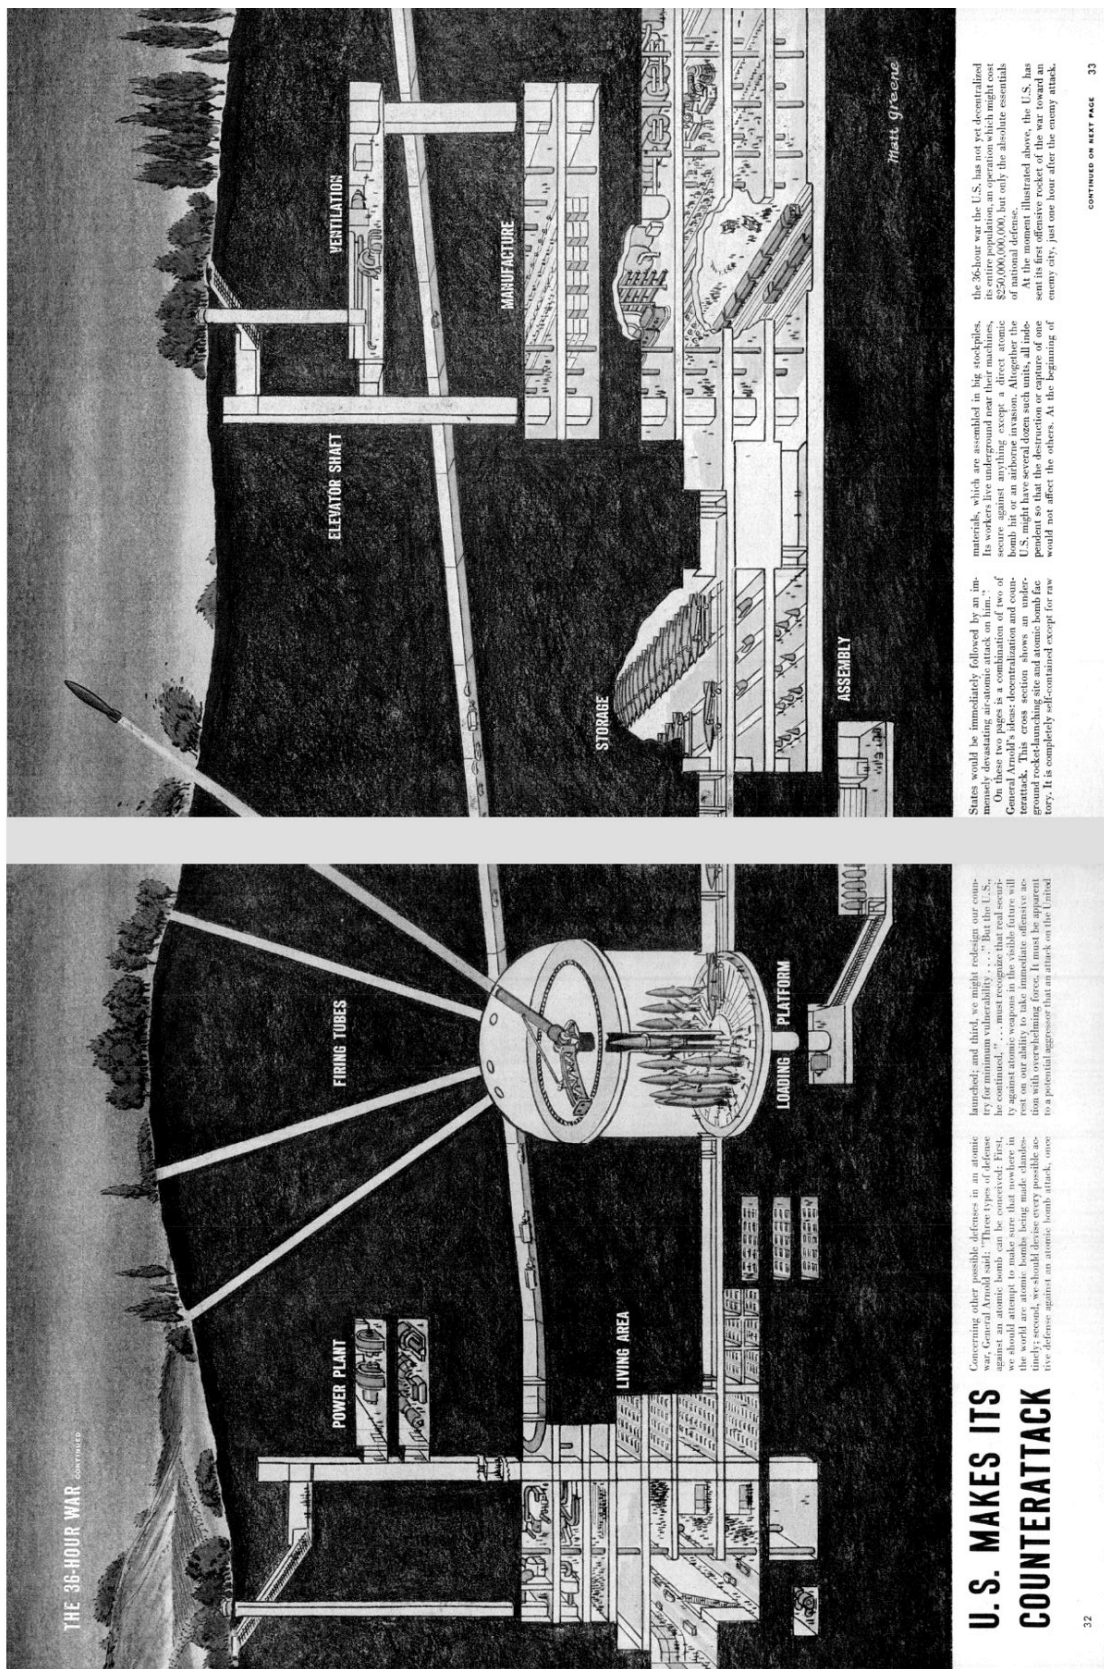 THE 36-HOUR WAR CONTINUED
POWER PLANT
LIVING AREA
FIRING TUBES
LOADING PLATFORM
STORAGE
ASSEMBLY
ELEVATOR SHAFT
VENTILATION
MANUFACTURE
Matt Greene
U.S. MAKES ITS
COUNTERATTACK
Concerning other possible defenses in an atomic
war, General Arnold said: "Three types of defense
against an atomic bomb can be conceived: First,
we should attempt to make sure that nowhere in
the world are atomic bombs being made clandes-
tinely; second, we should devise every possible ac-
tive defense against an atomic bomb attack, once
launched; and third, we might redesign our coun-
try for minimum vulnerability . . . ." But the U.S.,
he continued, " . . . must recognize that real securi-
ty against atomic weapons in the visible future will
rest on our ability to take immediate offensive ac-
tion with overwhelming force. It must be apparent
to a potential aggressor that an attack on the United
States would be immediately followed by an im-
mensely devastating air-atomic attack on him."
On these two pages is a combination of two of
General Arnold's ideas: decentralization and coun-
terattack. This cross section shows an under-
ground rocket-launching site and atomic bomb fac
tory. It is completely self-contained except for raw
materials, which are assembled in big stockpiles.
Its workers live underground near their machines,
secure against anything except a direct atomic
bomb hit or an airborne invasion. Altogether the
U.S. might have several dozen such units, all inde-
pendent so that the destruction or capture of one
would not affect the others. At the beginning of
the 36-hour war the U.S. has not yet decentralized
its entire population, an operation which might cost
$250,000,000,000, but only the absolute essentials
of national defense.
At the moment illustrated above, the U.S. has
sent its first offensive rocket of the war toward an
enemy city, just one hour after the enemy attack.
32
CONTINUED ON NEXT PAGE 33